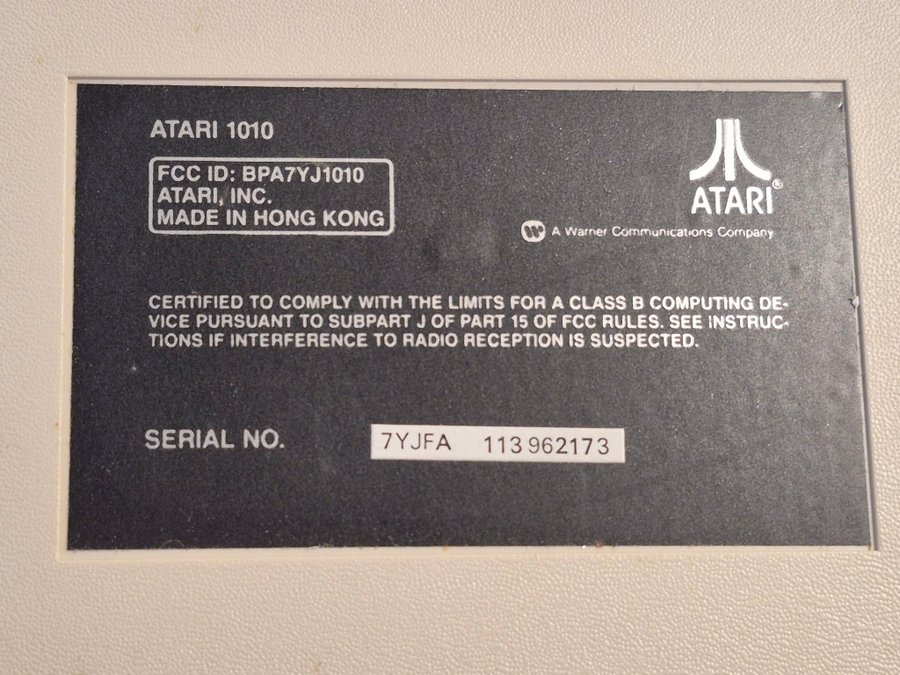 ATARI 1010
FCC ID: BPA7YJ1010
ATARI, INC.
MADE IN HONG KONG
ATARI®
A Warner Communications Company
CERTIFIED TO COMPLY WITH THE LIMITS FOR A CLASS B COMPUTING DE-
VICE PURSUANT TO SUBPART J OF PART 15 OF FCC RULES. SEE INSTRUC-
TIONS IF INTERFERENCE TO RADIO RECEPTION IS SUSPECTED.
SERIAL NO. 7YJFA 113 962173